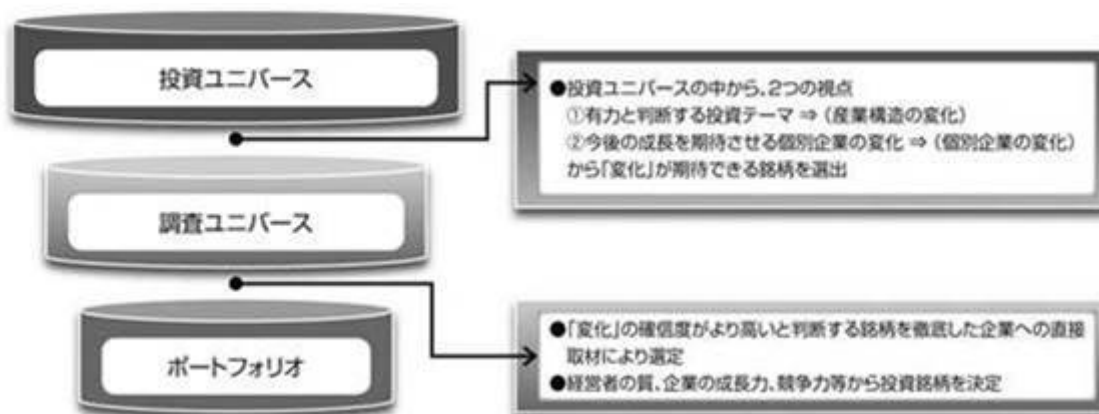 投資ユニバース
●投資ユニバースの中から、2つの視点
①有力と判断する投資テーマ ⇒ (産業構造の変化)
②今後の成長を期待させる個別企業の変化 ⇒ (個別企業の変化)
から「変化」が期待できる銘柄を選出
調査ユニバース
●「変化」の確信度がより高いと判断する銘柄を徹底した企業への直接
取材により選定
●経営者の質、企業の成長力、競争力等から投資銘柄を決定
ポートフォリオ